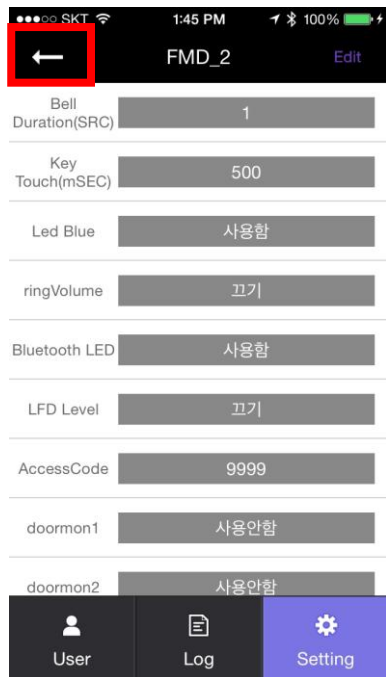 SKT 1:45 PM 100%
FMD_2 Edit
Bell
Duration(SRC) 1
Key
Touch(mSEC) 500
Led Blue 사용함
ringVolume 끄기
Bluetooth LED 사용함
LFD Level 끄기
AccessCode 9999
doormon1 사용안함
doormon2 사용안함
User Log Setting